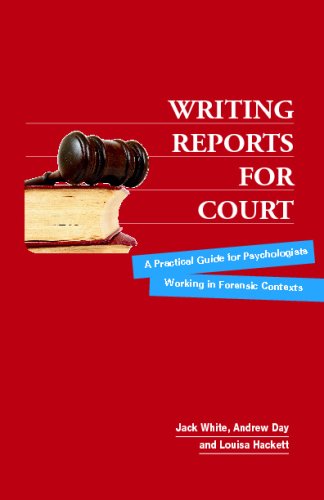 WRITING
REPORTS
FOR
COURT
A Practical Guide for Psychologists
Working in Forensic Contexts
Jack White, Andrew Day
and Louisa Hackett